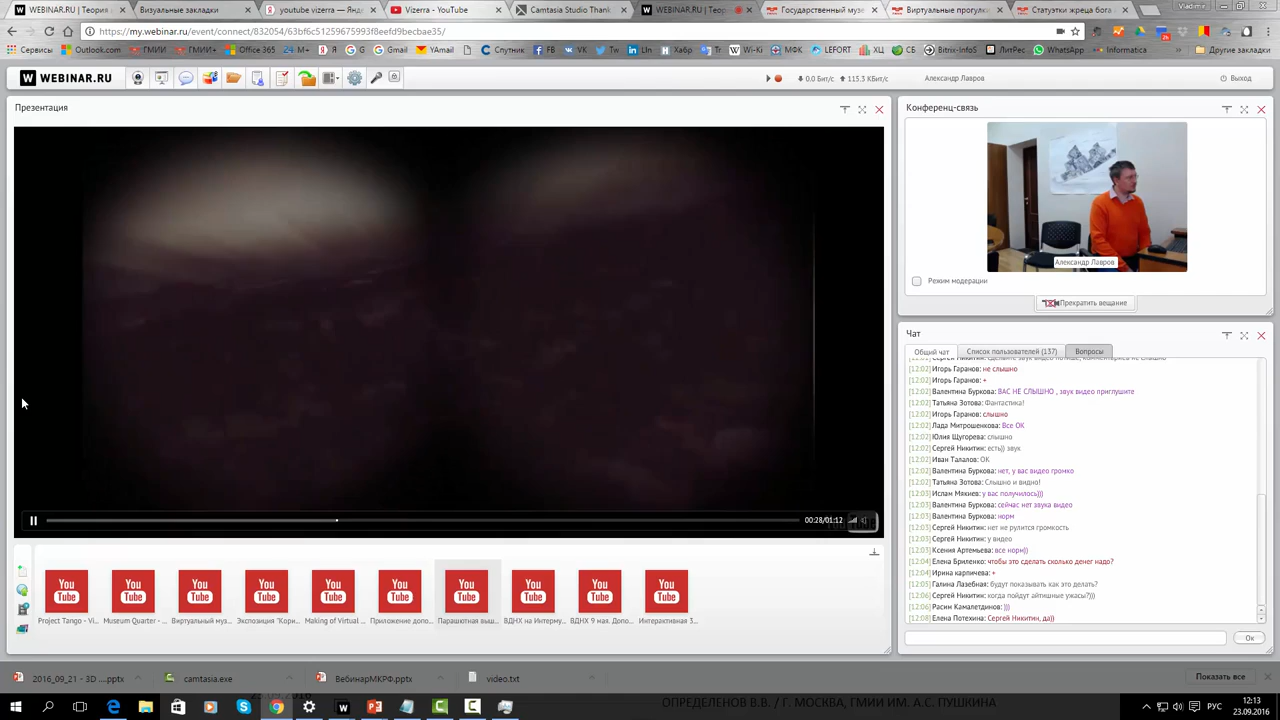 WEBINAR.RU | Теория
Визуальные закладки
youtube vizerra — Янд
Vizerra - YouTube
Camtasia Studio Thank
WEBINAR.RU | Теор
Государственный музе
Виртуальные прогулки
Статуэтки жреца бога
Vladimir
https://my.webinar.ru/event/connect/832054/63bf6c51259675993f8eefd9becbae35/
Сервисы
Outlook.com
ГМИИ
ГМИИ+
Office 365
М+
Спрут
Gmail
YAmail
Спутник
FB
Twitter
Ln
Хабр
Wi-Ki
МФК
LEFORT
ХЦ
СБ
Bitrix-InfoS
ЛитРес
WhatsApp
Informatica
Другие закладки
WEBINAR.RU
0.0 Бит/с
115.3 КБит/с
Александр Лавров
Выход
Презентация
00:28/01:12
Project Tango - Vi...
Museum Quarter - ...
Виртуальный муз...
Экспозиция "Кори...
Making of Virtual ...
Приложение допо...
Парашютная выш...
ВДНХ на Интерму...
ВДНХ 9 мая. Допо...
Интерактивная 3...
Конференц-связь
Александр Лавров
Режим модерации
Прекратить вещание
Чат
Общий чат
Список пользователей (137)
Вопросы
[12:02] Игорь Гаранов: не слышно
[12:02] Игорь Гаранов: +
[12:02] Валентина Буркова: ВАС НЕ СЛЫШНО , звук видео приглушите
[12:02] Татьяна Зотова: Фантастика!
[12:02] Игорь Гаранов: слышно
[12:02] Лада Митрошенкова: Все ОК
[12:02] Юлия Щугорева: слышно
[12:02] Сергей Никитин: есть)) звук
[12:02] Иван Талалов: ОК
[12:02] Валентина Буркова: нет, у вас видео громко
[12:02] Татьяна Зотова: Слышно и видно!
[12:03] Ислам Мякиев: у вас получилось)))
[12:03] Валентина Буркова: сейчас нет звука видео
[12:03] Валентина Буркова: норм
[12:03] Сергей Никитин: нет не рулится громкость
[12:03] Сергей Никитин: у видео
[12:03] Ксения Артемьева: все норм))
[12:04] Елена Бриленко: чтобы это сделать сколько денег надо?
[12:04] Ирина карпичева: +
[12:05] Галина Лазебная: будут показывать как это делать?
[12:06] Сергей Никитин: когда пойдут айтишные ужасы?)))
[12:06] Расим Камалетдинов: )))
[12:08] Елена Потехина: Сергей Никитин, да))
Ок
2016_09_21 - 3D ....pptx
camtasia.exe
ВебинарМКРФ.pptx
video.txt
Показать все
ОПРЕДЕЛЕНОВ В.В. / Г. МОСКВА, ГМИИ ИМ. А.С. ПУШКИНА
РУС
12:13
23.09.2016